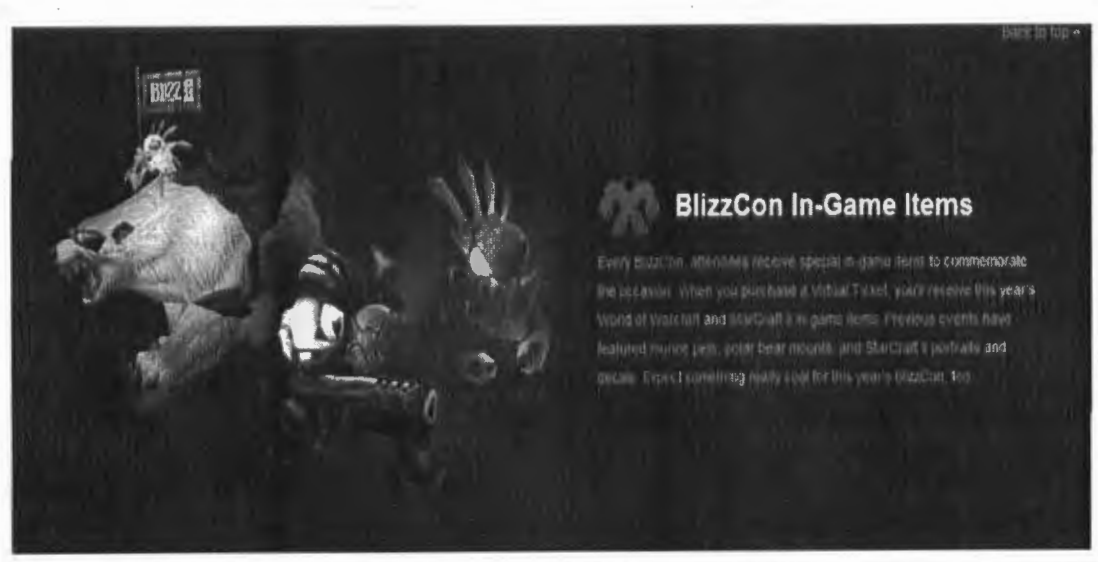 Back to top
BLIZZ
BlizzCon In-Game Items
Every BlizzCon, attendees receive special in-game items to commemorate
the occasion. When you purchase a Virtual Ticket, you'll receive this year's
World of Warcraft and StarCraft II in-game items. Previous events have
featured murloc pets, polar bear mounts, and StarCraft II portraits and
decals. Expect something really cool for this year's BlizzCon, too.